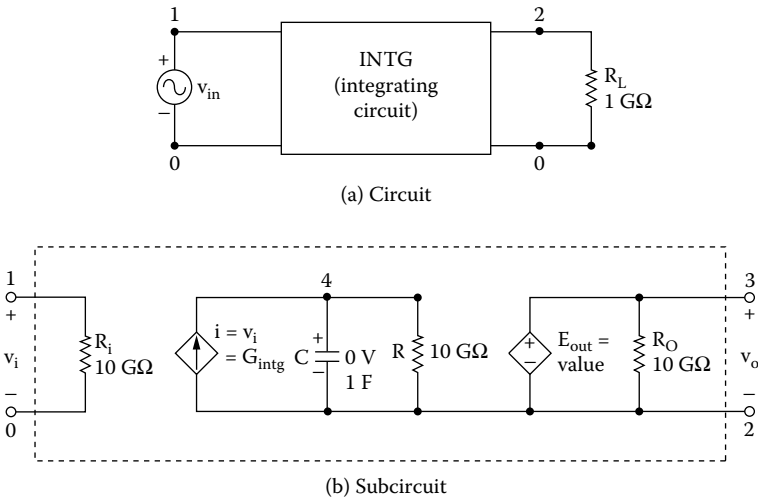 1
2
INTG
(integrating
circuit)
+
v_in
−
R_L
1 GΩ
0
0
(a) Circuit
1
4
3
+
v_i
−
R_i
10 GΩ
i = v_i
= G_intg
+
C
−
0 V
1 F
R
10 GΩ
+
−
E_out =
value
R_O
10 GΩ
+
v_o
−
0
2
(b) Subcircuit